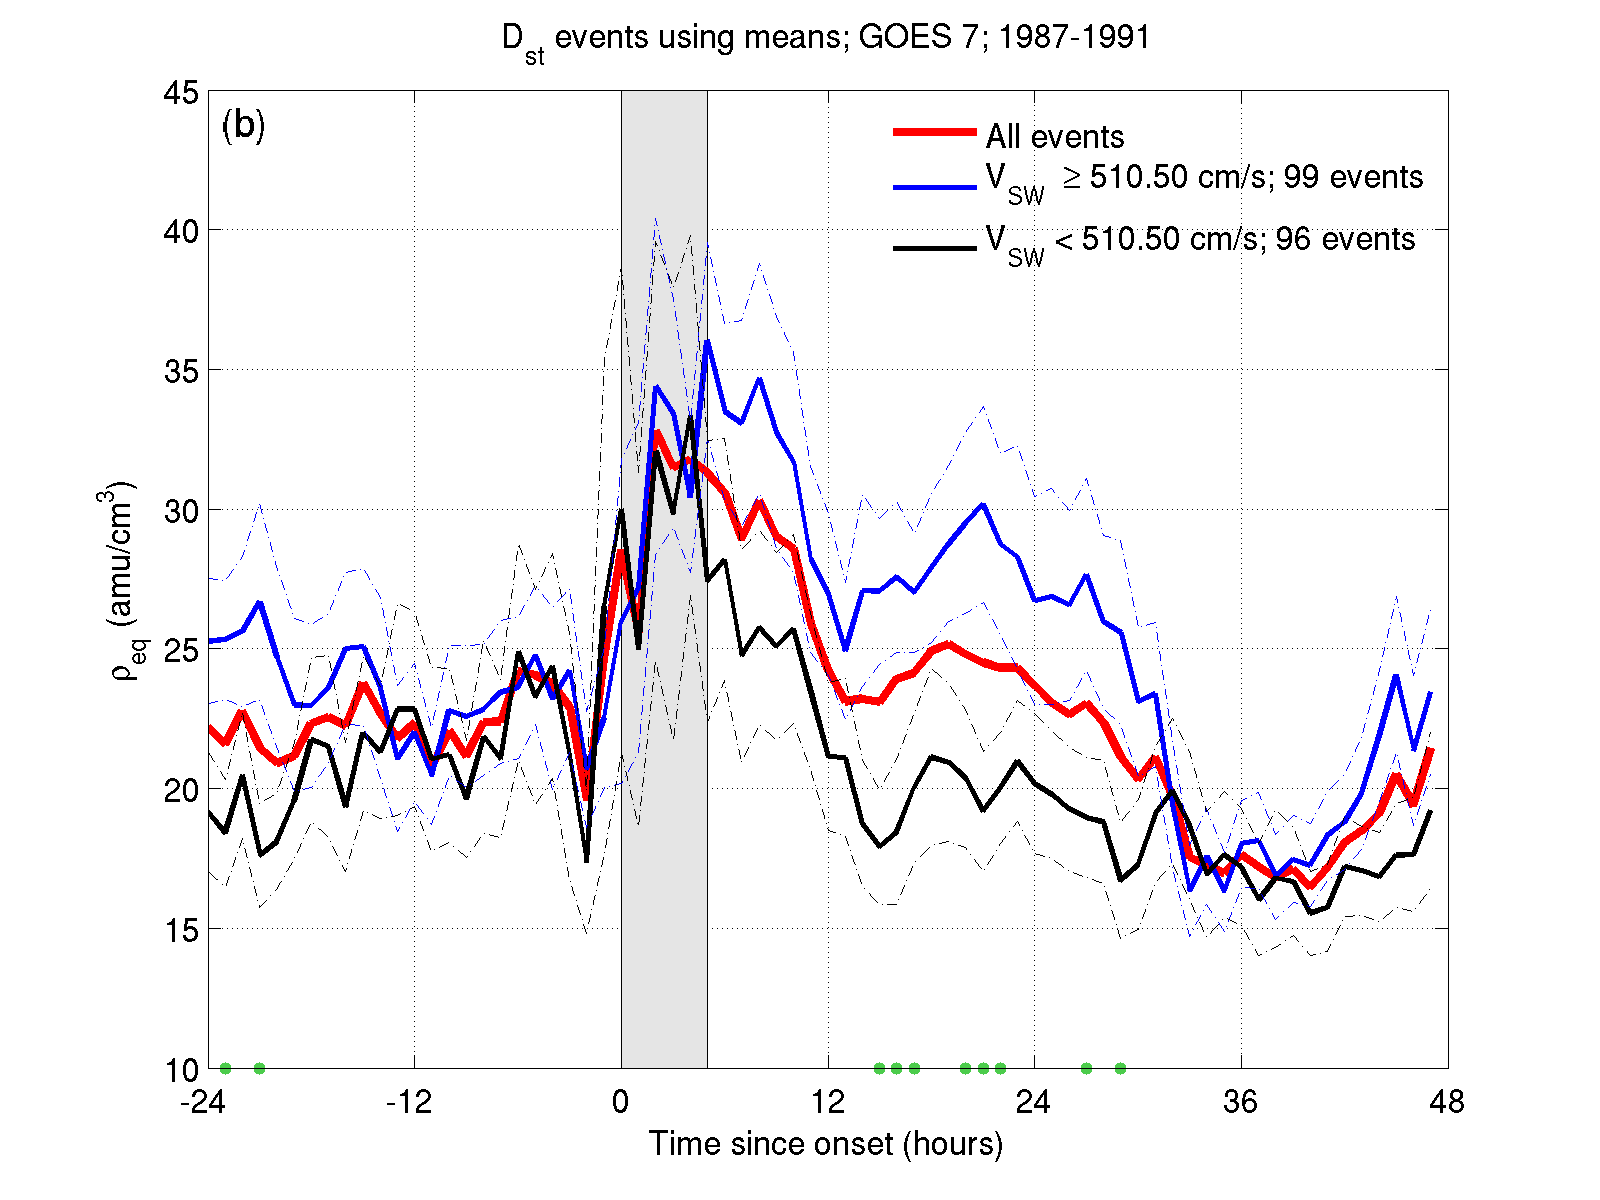 D_st events using means; GOES 7; 1987-1991
(b)
All events
V_SW ≥ 510.50 cm/s; 99 events
V_SW < 510.50 cm/s; 96 events
ρ_eq (amu/cm^3)
45
40
35
30
25
20
15
10
-24 -12 0 12 24 36 48
Time since onset (hours)